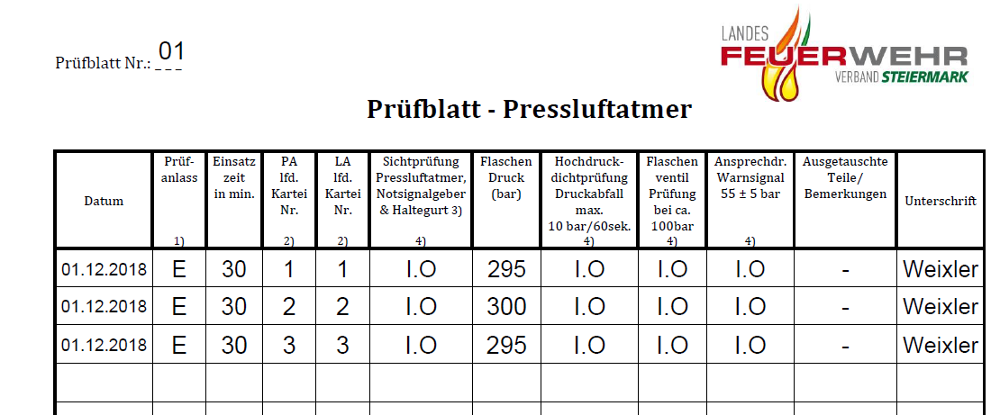 Prüfblatt Nr.: 01
LANDES
FEUERWEHR
VERBAND STEIERMARK
Prüfblatt - Pressluftatmer
Datum
Prüf-
anlass
1)
Einsatz
zeit
in min.
PA
lfd.
Kartei
Nr.
2)
LA
lfd.
Kartei
Nr.
2)
Sichtprüfung
Pressluftatmer,
Notsignalgeber
& Haltegurt 3)
4)
Flaschen
Druck
(bar)
Hochdruck-
dichtprüfung
Druckabfall
max.
10 bar/60sek.
4)
Flaschen
ventil
Prüfung
bei ca.
100bar
4)
Ansprechdr.
Warnsignal
55 ± 5 bar
4)
Ausgetauschte
Teile/
Bemerkungen
Unterschrift
01.12.2018 E 30 1 1 I.O 295 I.O I.O I.O - Weixler
01.12.2018 E 30 2 2 I.O 300 I.O I.O I.O - Weixler
01.12.2018 E 30 3 3 I.O 295 I.O I.O I.O - Weixler